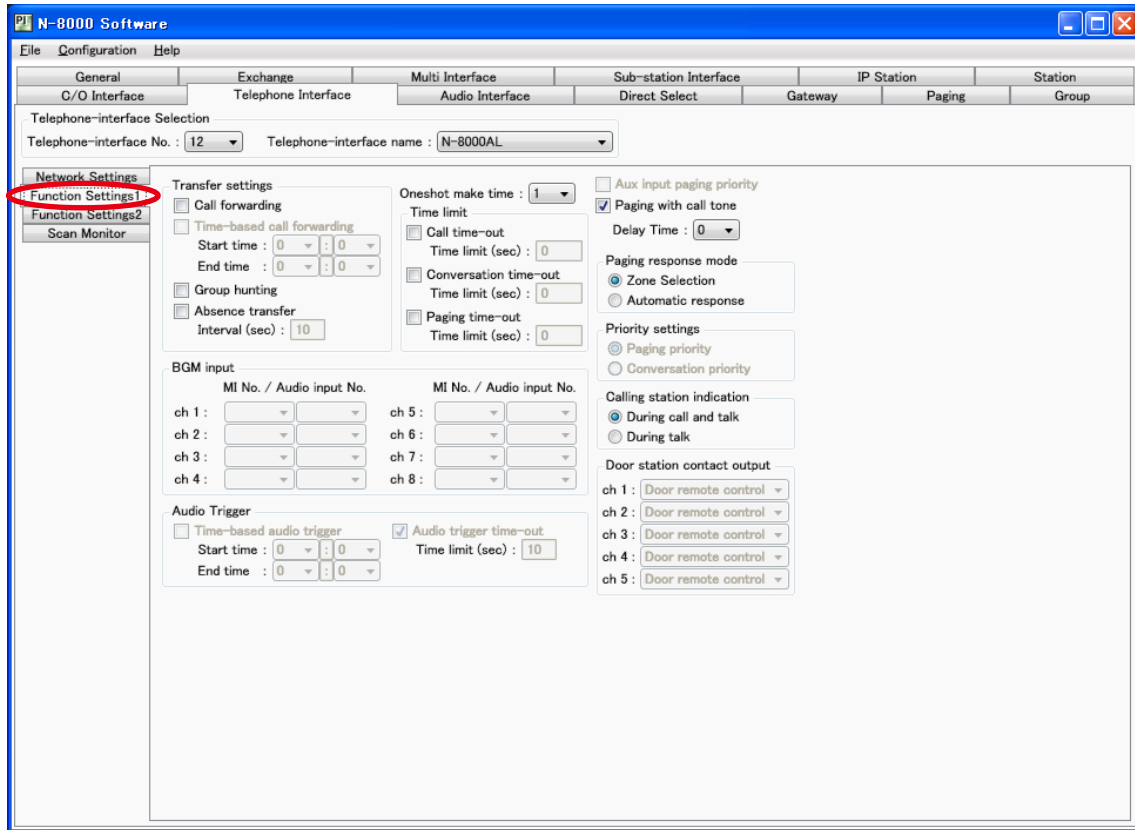 N-8000 Software
File Configuration Help
General Exchange Multi Interface Sub-station Interface IP Station Station
C/O Interface Telephone Interface Audio Interface Direct Select Gateway Paging Group
Telephone-interface Selection
Telephone-interface No. : 12 Telephone-interface name : N-8000AL
Network Settings
Function Settings1
Function Settings2
Scan Monitor
Transfer settings
Call forwarding
Time-based call forwarding
Start time : 0 : 0
End time : 0 : 0
Group hunting
Absence transfer
Interval (sec) : 10
Oneshot make time : 1
Time limit
Call time-out
Time limit (sec) : 0
Conversation time-out
Time limit (sec) : 0
Paging time-out
Time limit (sec) : 0
BGM input
MI No. / Audio input No. MI No. / Audio input No.
ch 1 : ch 5 :
ch 2 : ch 6 :
ch 3 : ch 7 :
ch 4 : ch 8 :
Audio Trigger
Time-based audio trigger
Start time : 0 : 0
End time : 0 : 0
Audio trigger time-out
Time limit (sec) : 10
Aux input paging priority
Paging with call tone
Delay Time : 0
Paging response mode
Zone Selection
Automatic response
Priority settings
Paging priority
Conversation priority
Calling station indication
During call and talk
During talk
Door station contact output
ch 1 : Door remote control
ch 2 : Door remote control
ch 3 : Door remote control
ch 4 : Door remote control
ch 5 : Door remote control